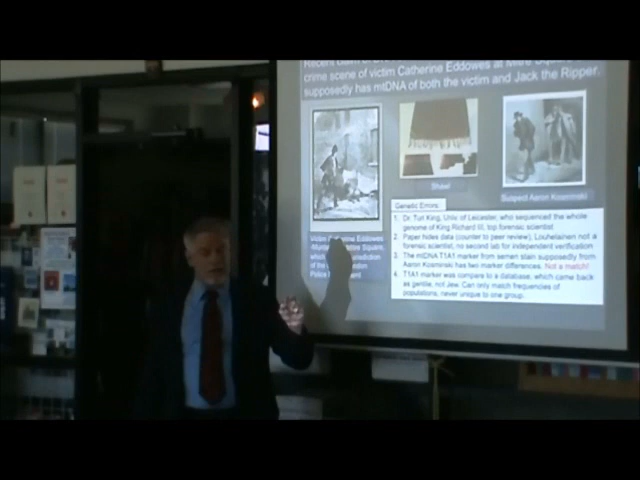 Recent claim of
crime scene of victim Catherine Eddowes at Mitre Square
supposedly has mtDNA of both the victim and Jack the Ripper.
Shawl
Suspect Aaron Kosminski
Victim Catherine Eddowes
Genetic Errors:
1. Dr. Turi King, Univ. of Leicester, who sequenced the whole
genome of King Richard III, top forensic scientist
2. Paper hides data (counter to peer review), Louhelainen not a
forensic scientist, no second lab for independent verification
3. The mtDNA T1A1 marker from semen stain supposedly from
Aaron Kosminski has two marker differences. Not a match!
4. T1A1 marker was compare to a database, which came back
as gentile, not Jew. Can only match frequencies of
populations, never unique to one group.